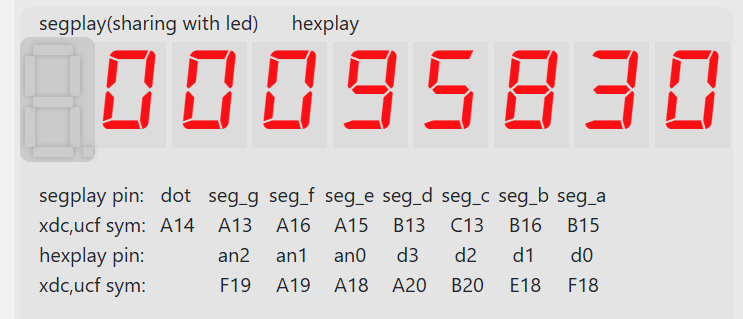 segplay(sharing with led) hexplay
00095830
segplay pin: dot seg_g seg_f seg_e seg_d seg_c seg_b seg_a
xdc,ucf sym: A14 A13 A16 A15 B13 C13 B16 B15
hexplay pin: an2 an1 an0 d3 d2 d1 d0
xdc,ucf sym: F19 A19 A18 A20 B20 E18 F18